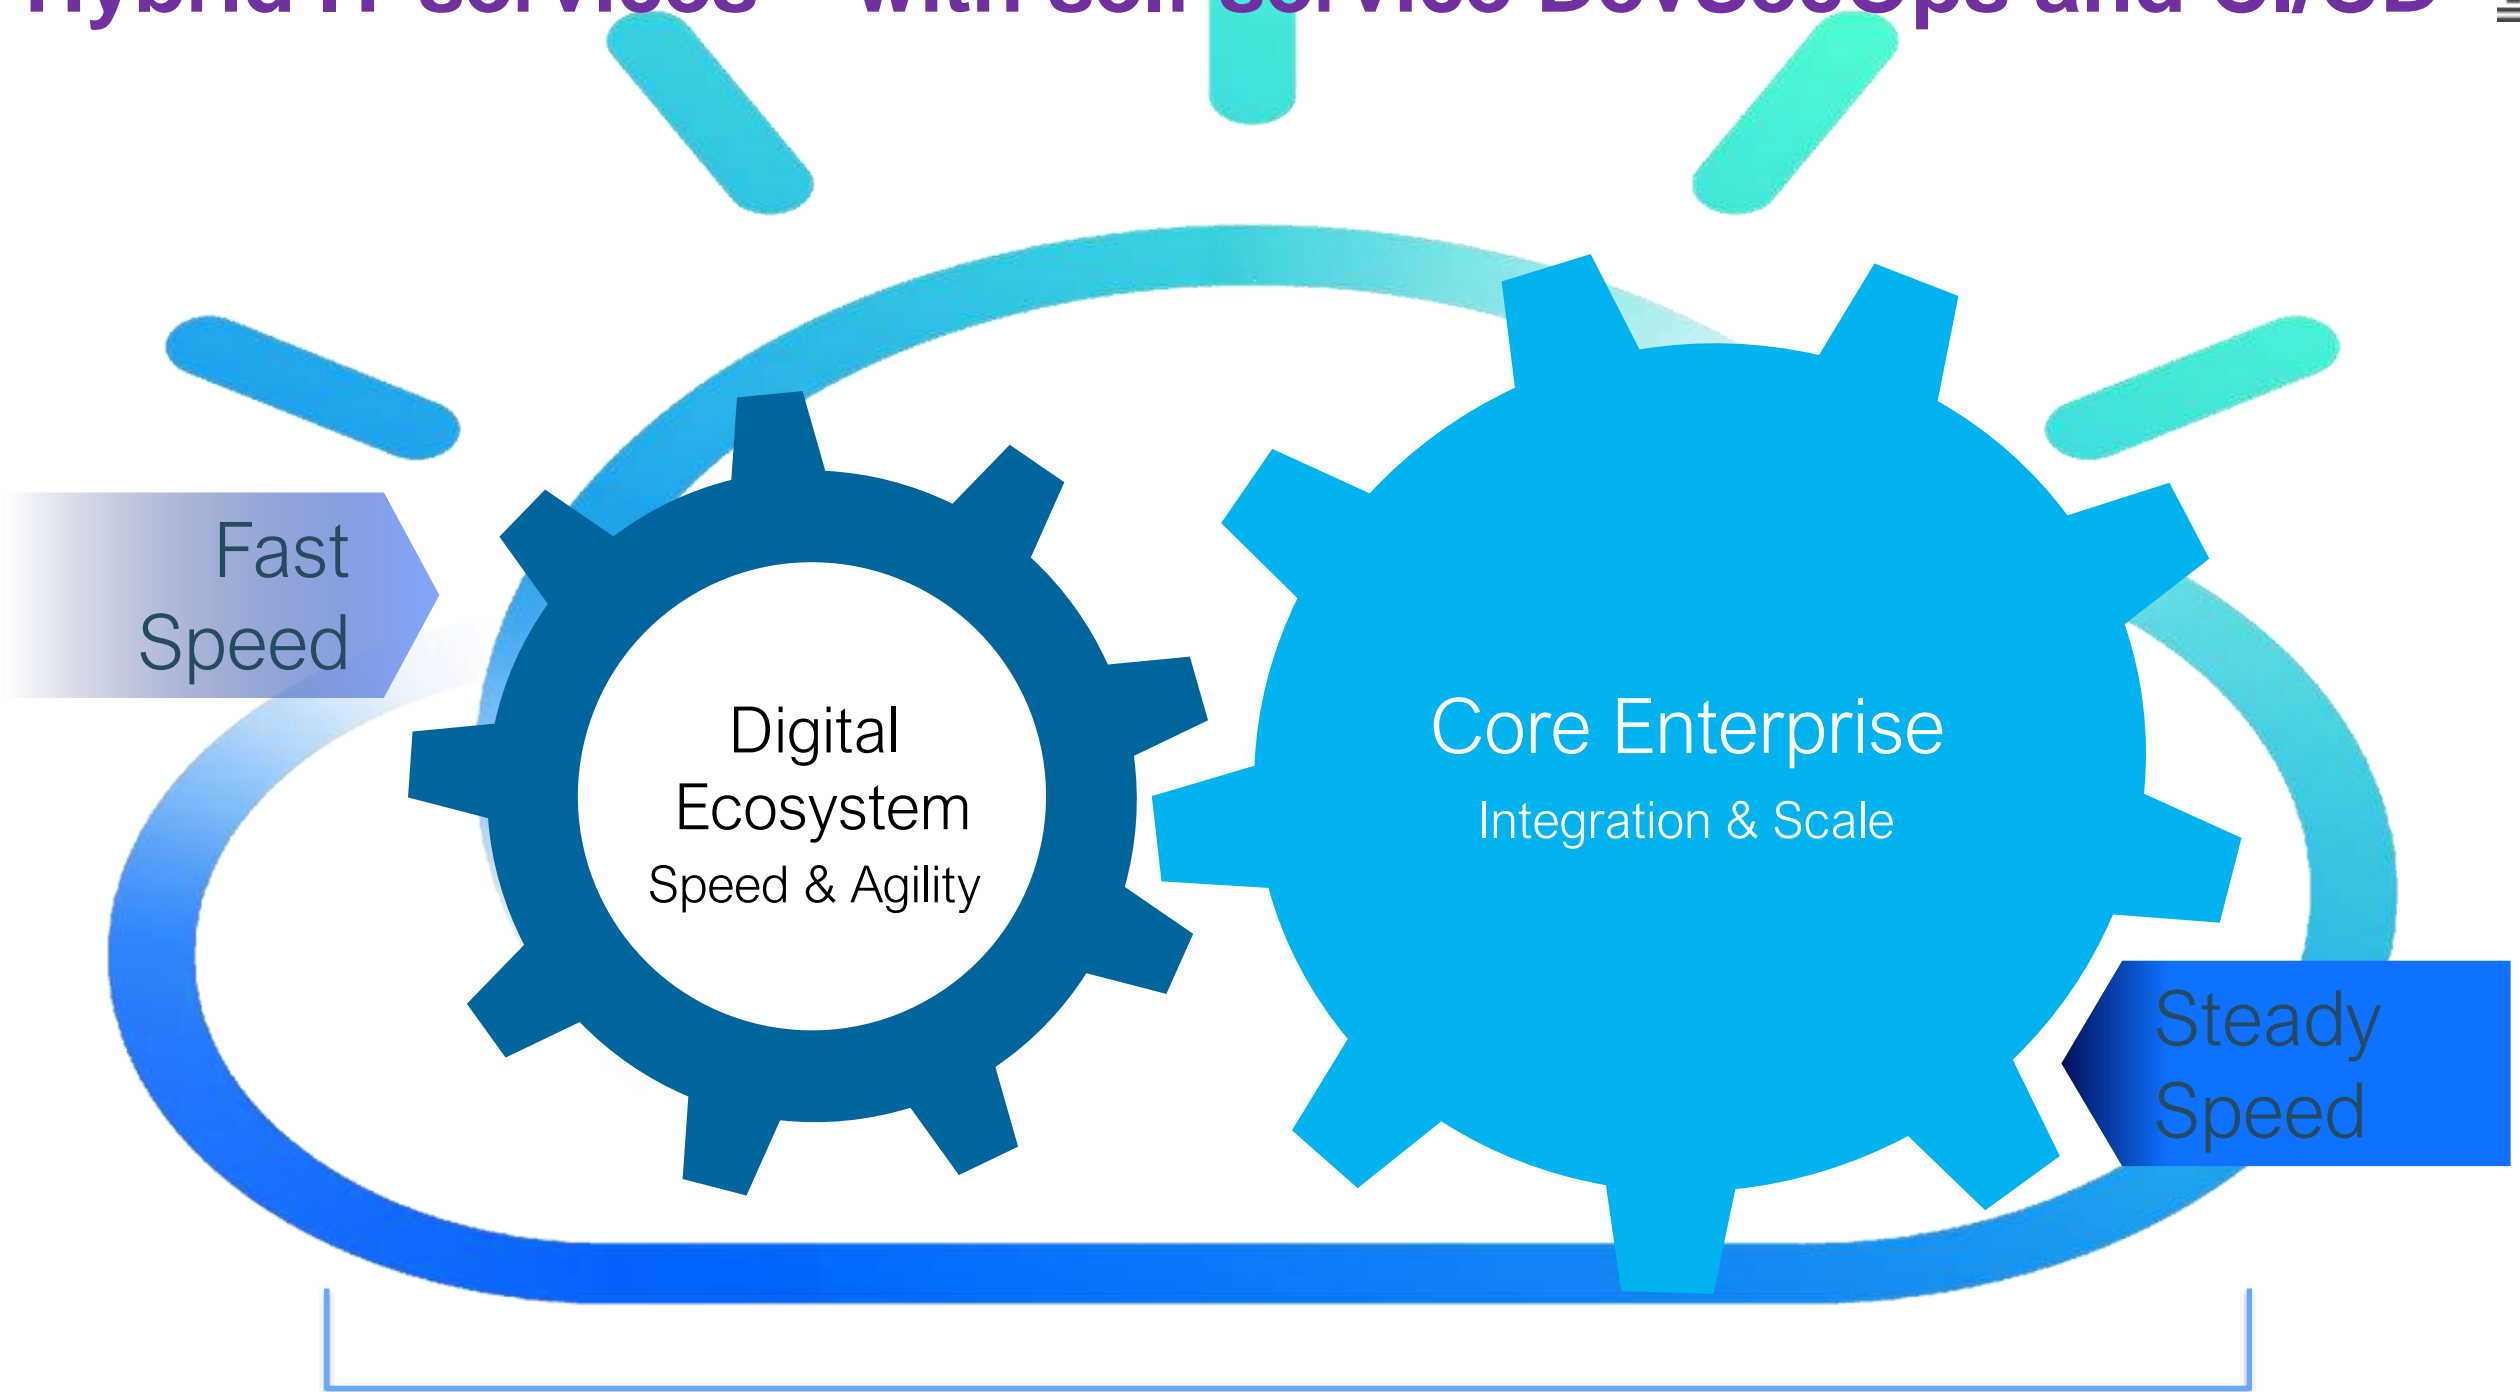 Fast
Speed
Digital
Ecosystem
Speed & Agility
Core Enterprise
Integration & Scale
Steady
Speed